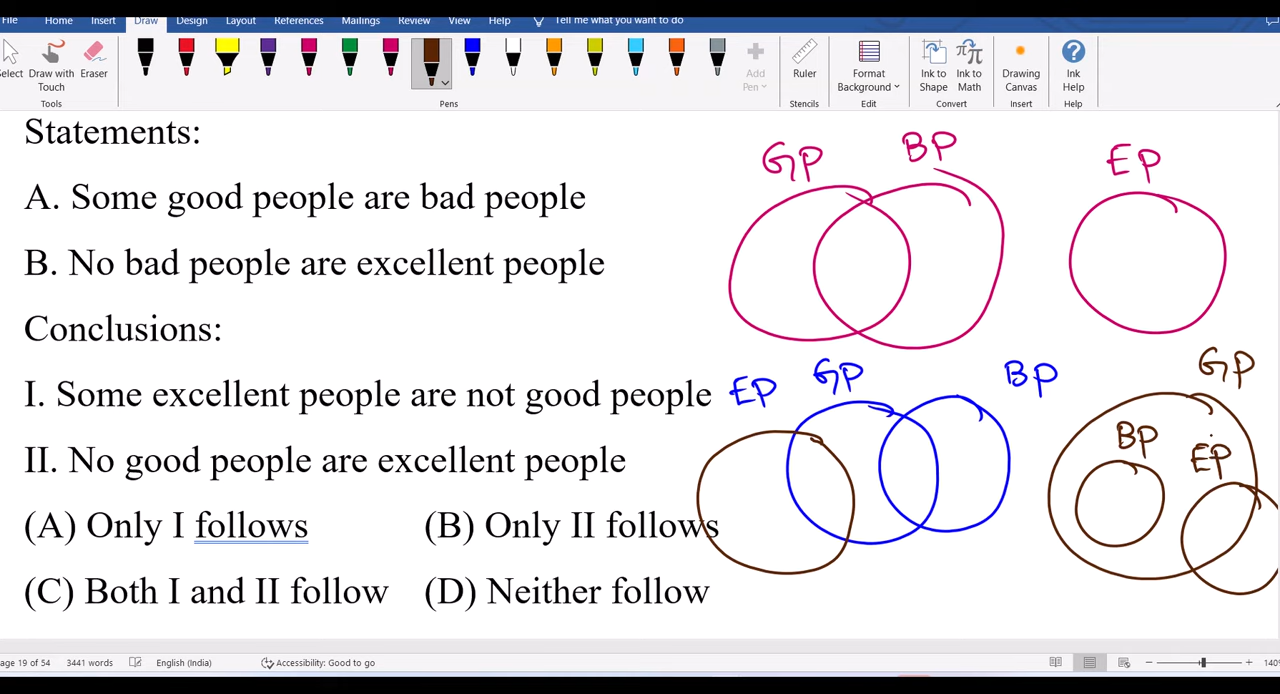 File Home Insert Draw Design Layout References Mailings Review View Help Tell me what you want to do
Select Draw with Touch Eraser Add Pen Ruler Format Background Ink to Shape Ink to Math Drawing Canvas Ink Help
Tools Pens Stencils Edit Convert Insert Help
Statements:
GP BP EP
A. Some good people are bad people
B. No bad people are excellent people
Conclusions:
EP GP BP GP
I. Some excellent people are not good people
BP EP
II. No good people are excellent people
(A) Only I follows (B) Only II follows
(C) Both I and II follow (D) Neither follow
age 19 of 54 3441 words English (India) Accessibility: Good to go 140